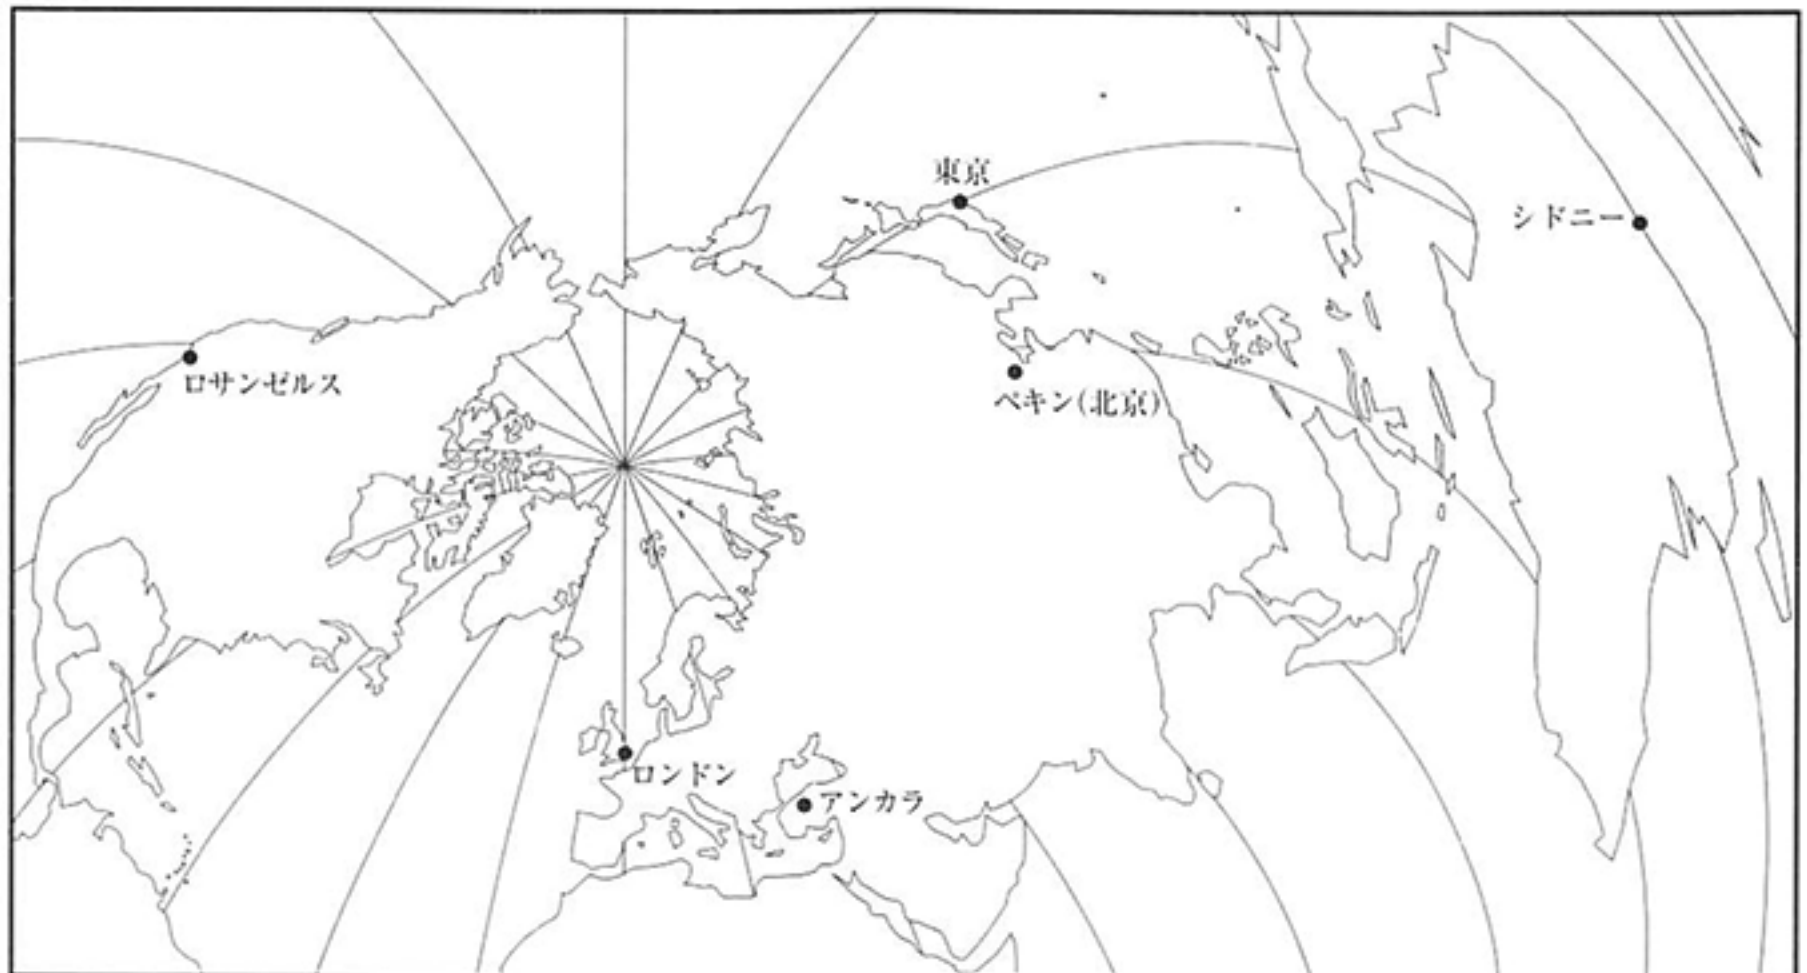 東京
シドニー
ロサンゼルス
ペキン(北京)
ロンドン
アンカラ